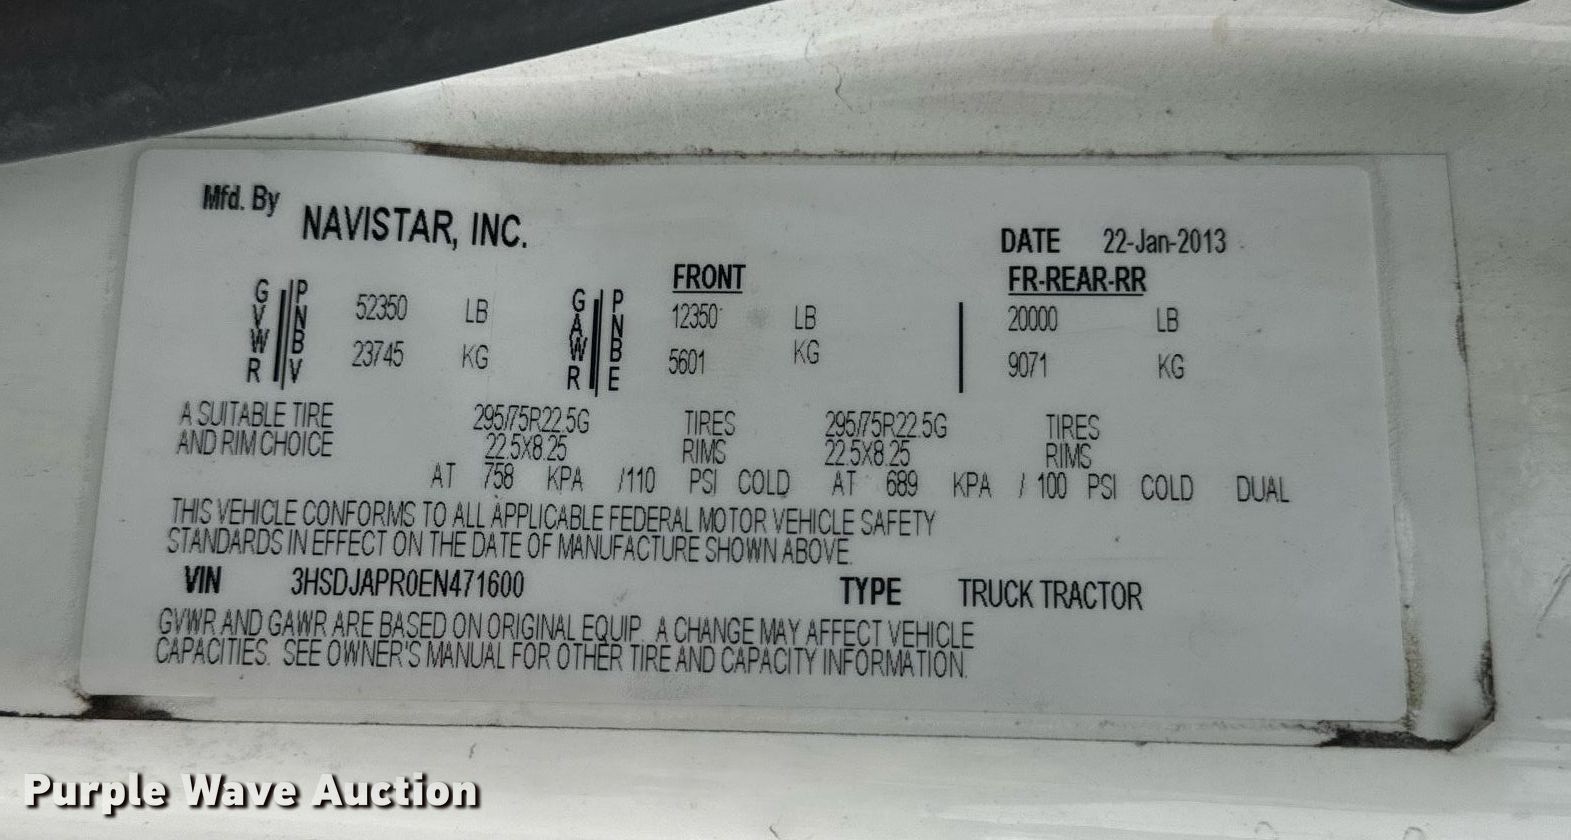 Mfd. By NAVISTAR, INC.
DATE 22-Jan-2013
FRONT FR-REAR-RR
GVWR PNBV 52350 LB GAWR PNBE 12350 LB 20000 LB
23745 KG 5601 KG 9071 KG
A SUITABLE TIRE 295/75R22.5G TIRES 295/75R22.5G TIRES
AND RIM CHOICE 22.5X8.25 RIMS 22.5X8.25 RIMS
AT 758 KPA /110 PSI COLD AT 689 KPA / 100 PSI COLD DUAL
THIS VEHICLE CONFORMS TO ALL APPLICABLE FEDERAL MOTOR VEHICLE SAFETY
STANDARDS IN EFFECT ON THE DATE OF MANUFACTURE SHOWN ABOVE.
VIN 3HSDJAPR0EN471600 TYPE TRUCK TRACTOR
GVWR AND GAWR ARE BASED ON ORIGINAL EQUIP. A CHANGE MAY AFFECT VEHICLE
CAPACITIES. SEE OWNER'S MANUAL FOR OTHER TIRE AND CAPACITY INFORMATION.
Purple Wave Auction